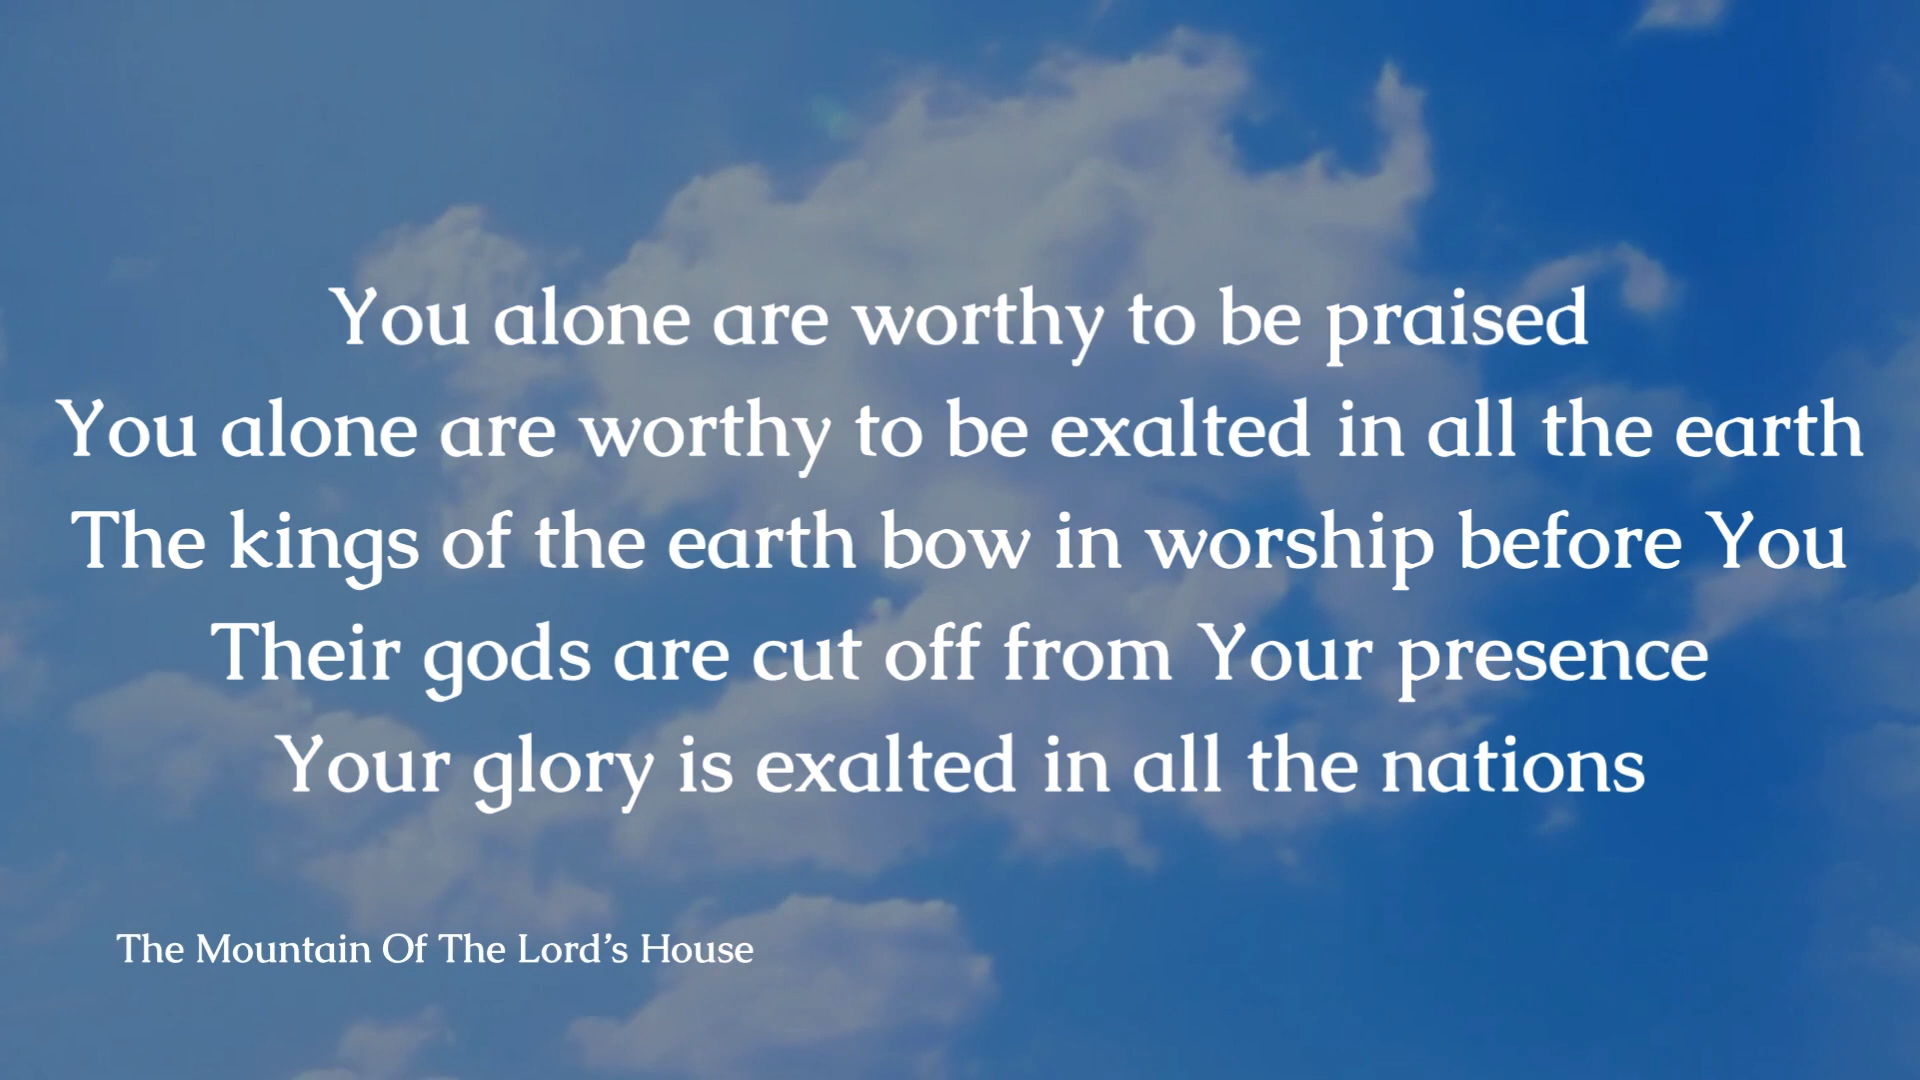 You alone are worthy to be praised
You alone are worthy to be exalted in all the earth
The kings of the earth bow in worship before You
Their gods are cut off from Your presence
Your glory is exalted in all the nations
The Mountain Of The Lord’s House